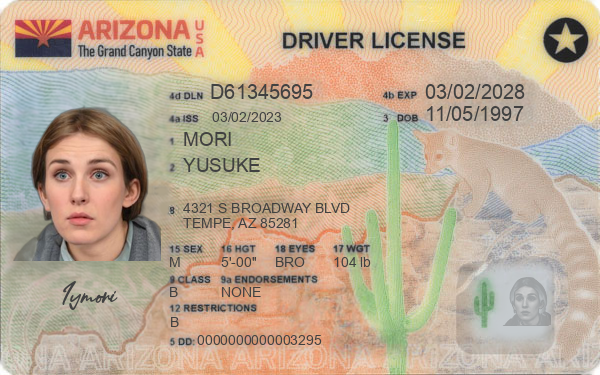 ARIZONA USA
The Grand Canyon State
DRIVER LICENSE
4d DLN D61345695
4b EXP 03/02/2028
4a ISS 03/02/2023
3 DOB 11/05/1997
1 MORI
2 YUSUKE
8 4321 S BROADWAY BLVD
TEMPE, AZ 85281
15 SEX 16 HGT 18 EYES 17 WGT
M 5'-00" BRO 104 lb
9 CLASS 9a ENDORSEMENTS
B NONE
12 RESTRICTIONS
B
5 DD: 0000000000003295
Iymori
ARIZONA ARIZONA ARIZONA ARIZONA